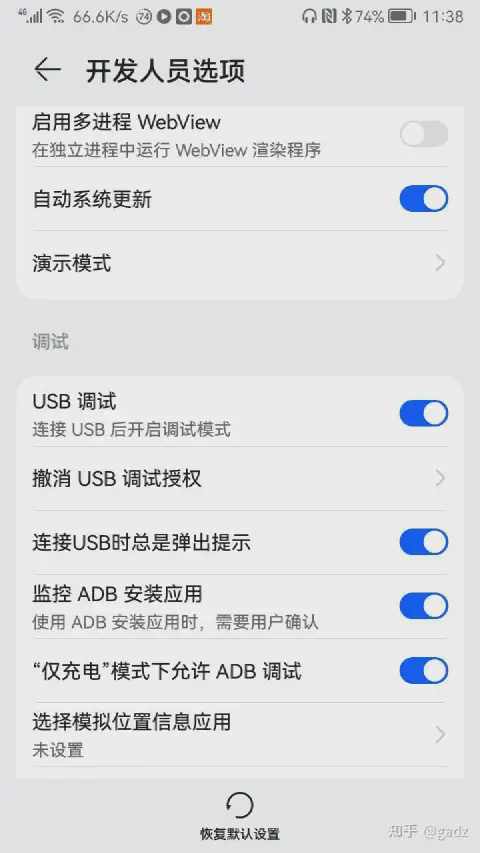 4G 66.6K/s 74 淘 74% 11:38
开发人员选项
启用多进程 WebView
在独立进程中运行 WebView 渲染程序
自动系统更新
演示模式
调试
USB 调试
连接 USB 后开启调试模式
撤消 USB 调试授权
连接USB时总是弹出提示
监控 ADB 安装应用
使用 ADB 安装应用时，需要用户确认
“仅充电”模式下允许 ADB 调试
选择模拟位置信息应用
未设置
恢复默认设置
知乎 @gadz